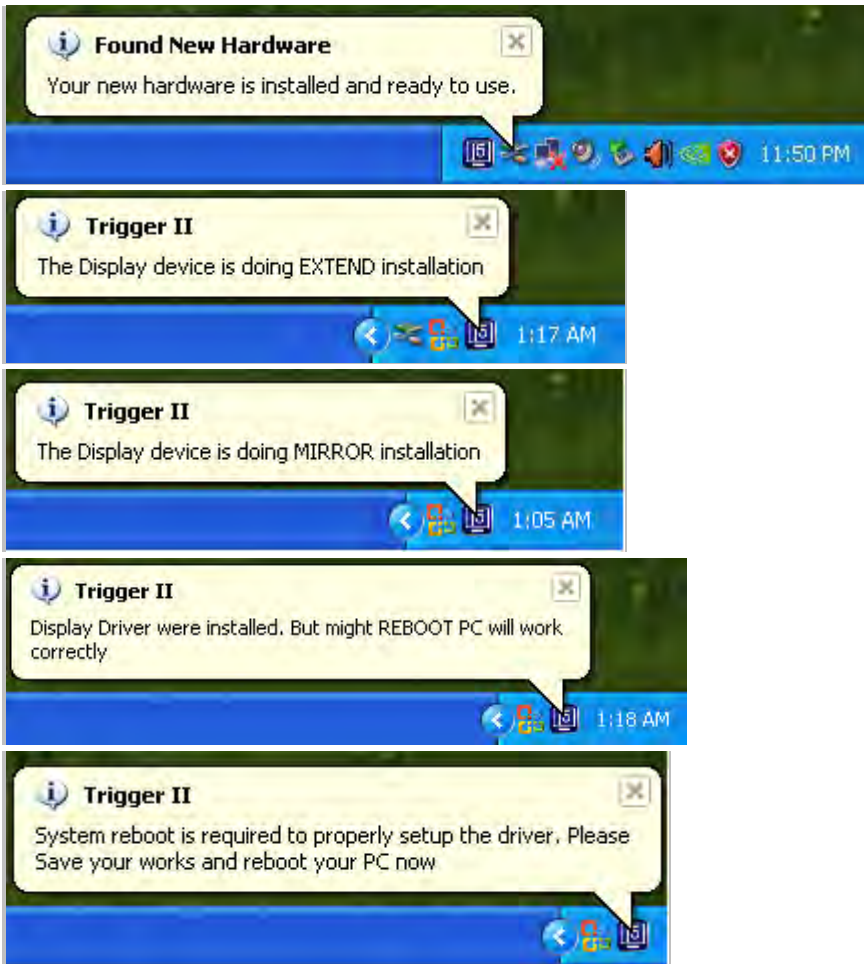 Found New Hardware
Your new hardware is installed and ready to use.
11:50 PM
Trigger II
The Display device is doing EXTEND installation
1:17 AM
Trigger II
The Display device is doing MIRROR installation
1:05 AM
Trigger II
Display Driver were installed. But might REBOOT PC will work
correctly
1:18 AM
Trigger II
System reboot is required to properly setup the driver. Please
Save your works and reboot your PC now